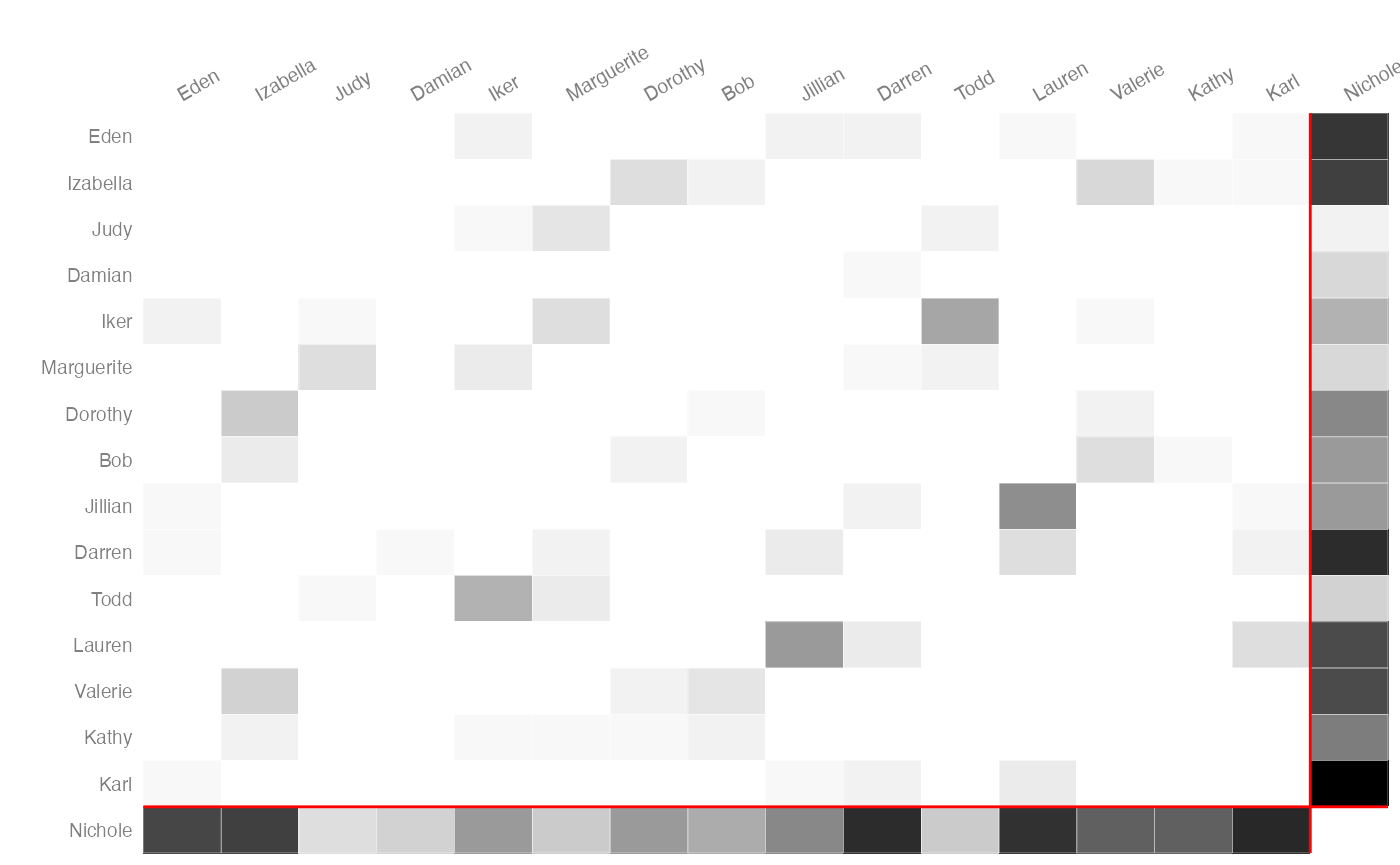 Eden Izabella Judy Damian Iker Marguerite Dorothy Bob Jillian Darren Todd Lauren Valerie Kathy Karl Nichole
Eden
Izabella
Judy
Damian
Iker
Marguerite
Dorothy
Bob
Jillian
Darren
Todd
Lauren
Valerie
Kathy
Karl
Nichole